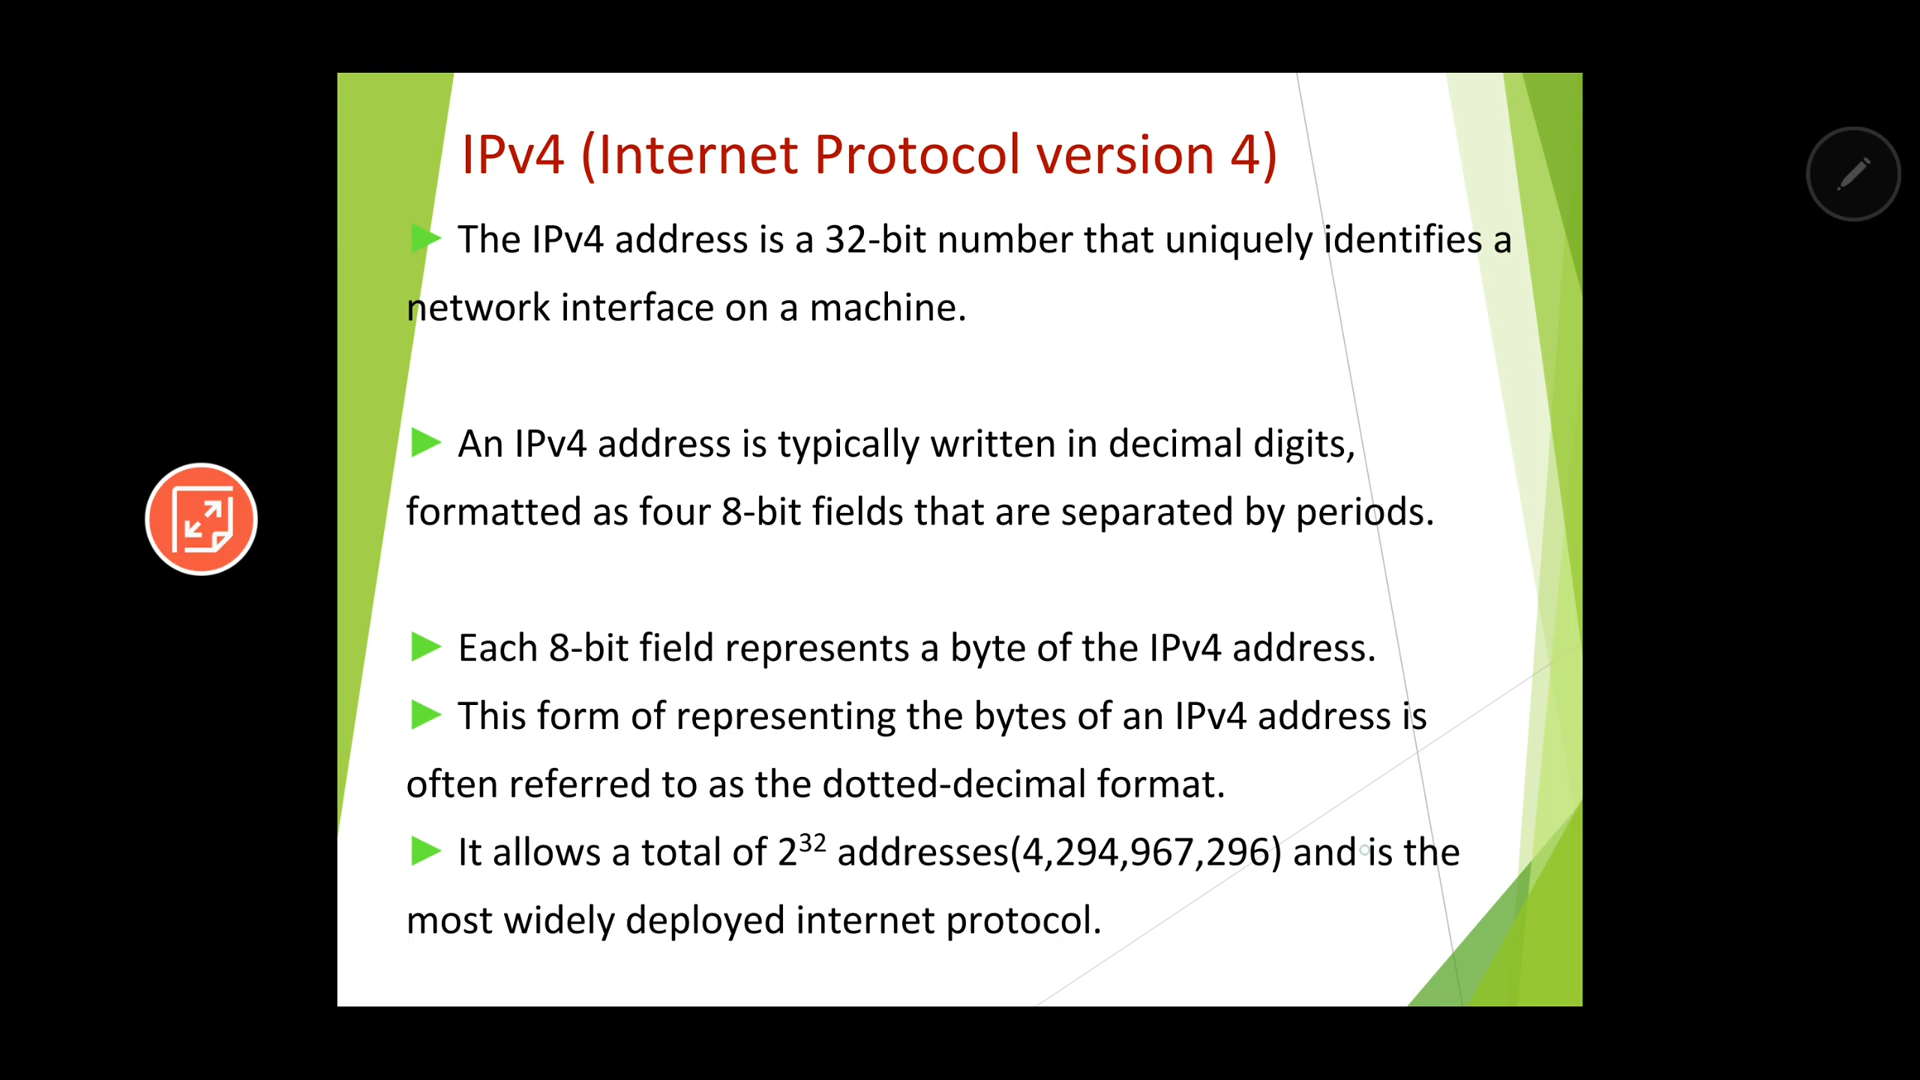 IPv4 (Internet Protocol version 4)
The IPv4 address is a 32-bit number that uniquely identifies a
network interface on a machine.
An IPv4 address is typically written in decimal digits,
formatted as four 8-bit fields that are separated by periods.
Each 8-bit field represents a byte of the IPv4 address.
This form of representing the bytes of an IPv4 address is
often referred to as the dotted-decimal format.
It allows a total of 2³² addresses(4,294,967,296) and is the
most widely deployed internet protocol.